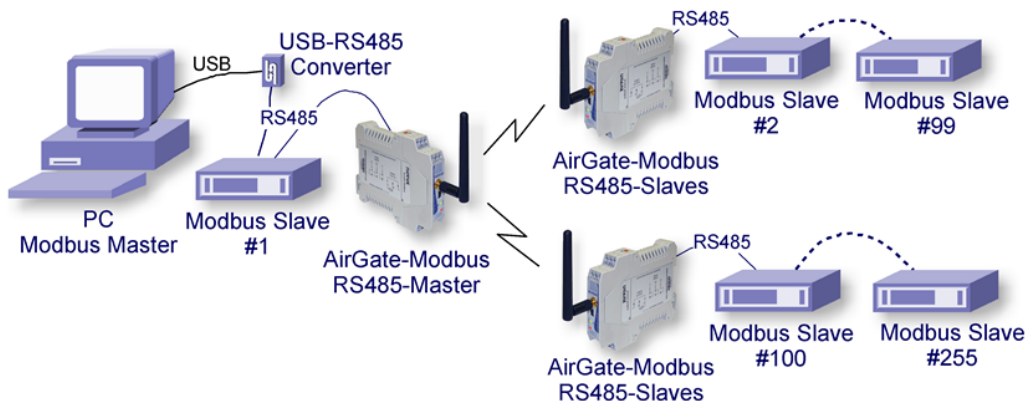 USB
USB-RS485
Converter
RS485
PC
Modbus Master
Modbus Slave
#1
AirGate-Modbus
RS485-Master
RS485
AirGate-Modbus
RS485-Slaves
Modbus Slave
#2
Modbus Slave
#99
RS485
AirGate-Modbus
RS485-Slaves
Modbus Slave
#100
Modbus Slave
#255